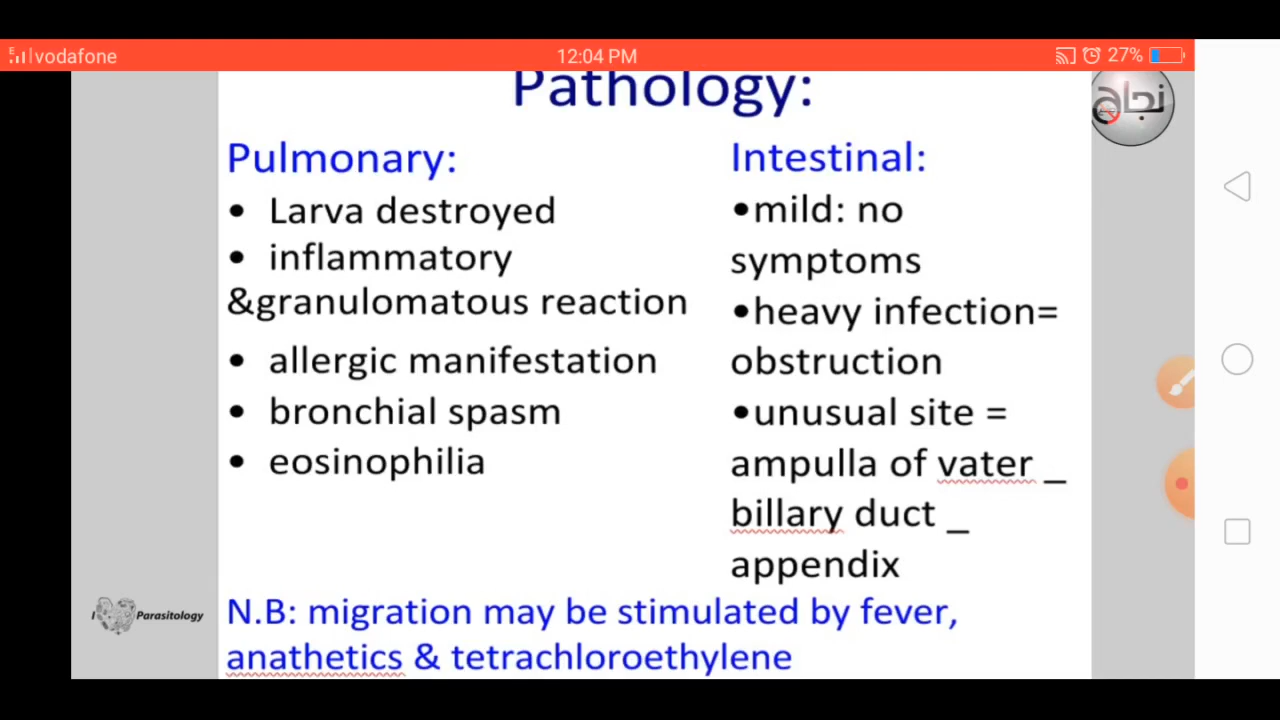 vodafone
12:04 PM
27%
Pathology:
نجاة
Pulmonary:
• Larva destroyed
• inflammatory
&granulomatous reaction
• allergic manifestation
• bronchial spasm
• eosinophilia
Intestinal:
•mild: no
symptoms
•heavy infection=
obstruction
•unusual site =
ampulla of vater _
billary duct _
appendix
I Parasitology
N.B: migration may be stimulated by fever,
anathetics & tetrachloroethylene